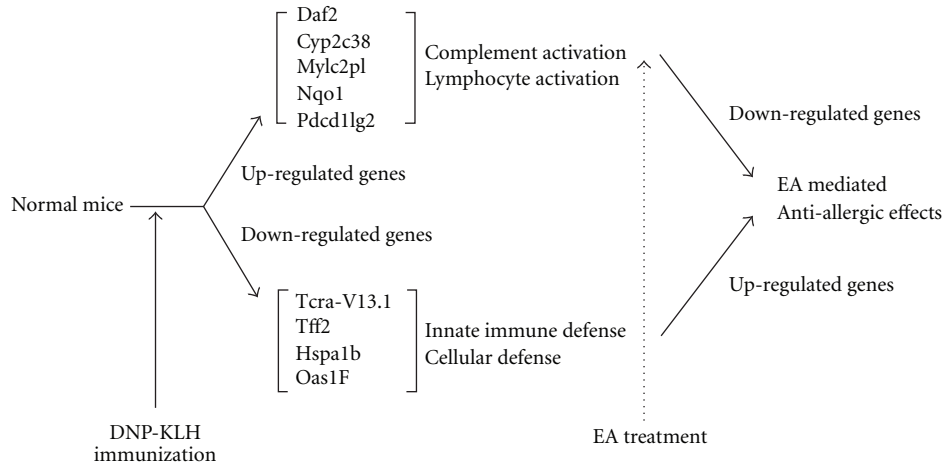 Daf2
Cyp2c38
Mylc2pl
Nqo1
Pdcd1lg2
Complement activation
Lymphocyte activation
Up-regulated genes
Down-regulated genes
Normal mice
Down-regulated genes
EA mediated
Anti-allergic effects
Up-regulated genes
Tcra-V13.1
Tff2
Hspa1b
Oas1F
Innate immune defense
Cellular defense
DNP-KLH
immunization
EA treatment